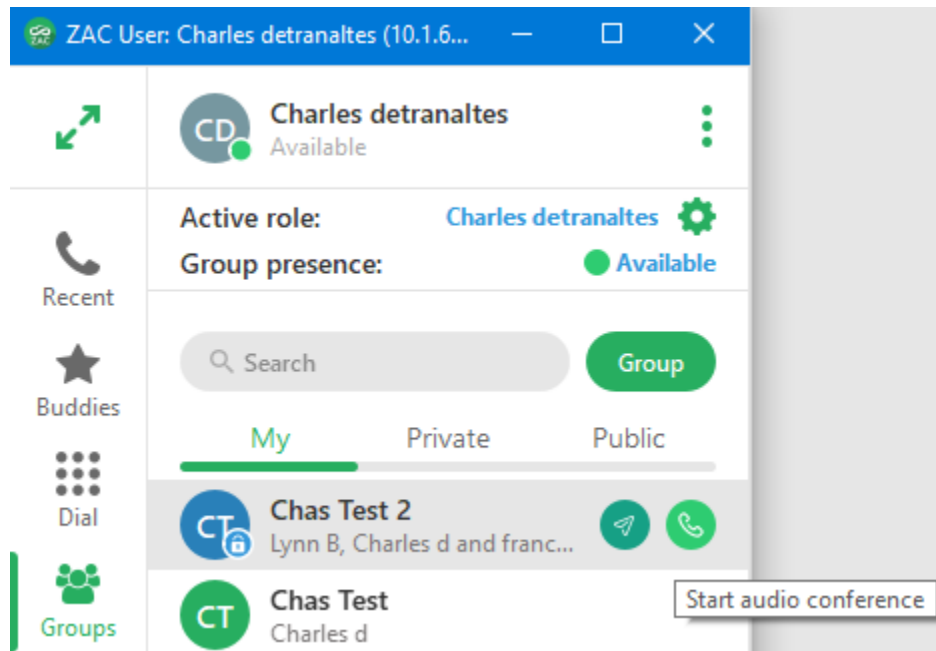 ZAC User: Charles detranaltes (10.1.6...
CD
Charles detranaltes
Available
Active role: Charles detranaltes
Group presence: Available
Recent
Search Group
Buddies
My Private Public
Dial
CT Chas Test 2
Lynn B, Charles d and franc...
Start audio conference
CT Chas Test
Charles d
Groups